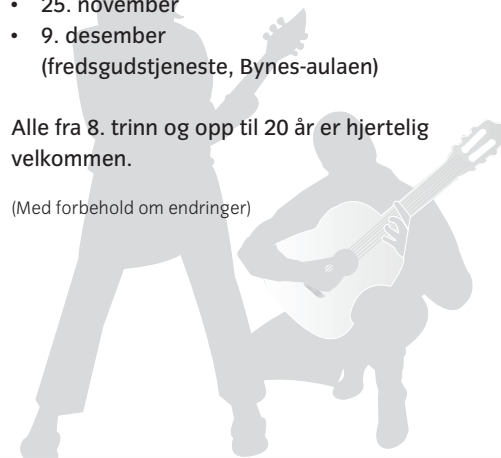 • 25. november
• 9. desember
(fredsgudstjeneste, Bynes-aulaen)
Alle fra 8. trinn og opp til 20 år er hjertelig
velkommen.
(Med forbehold om endringer)